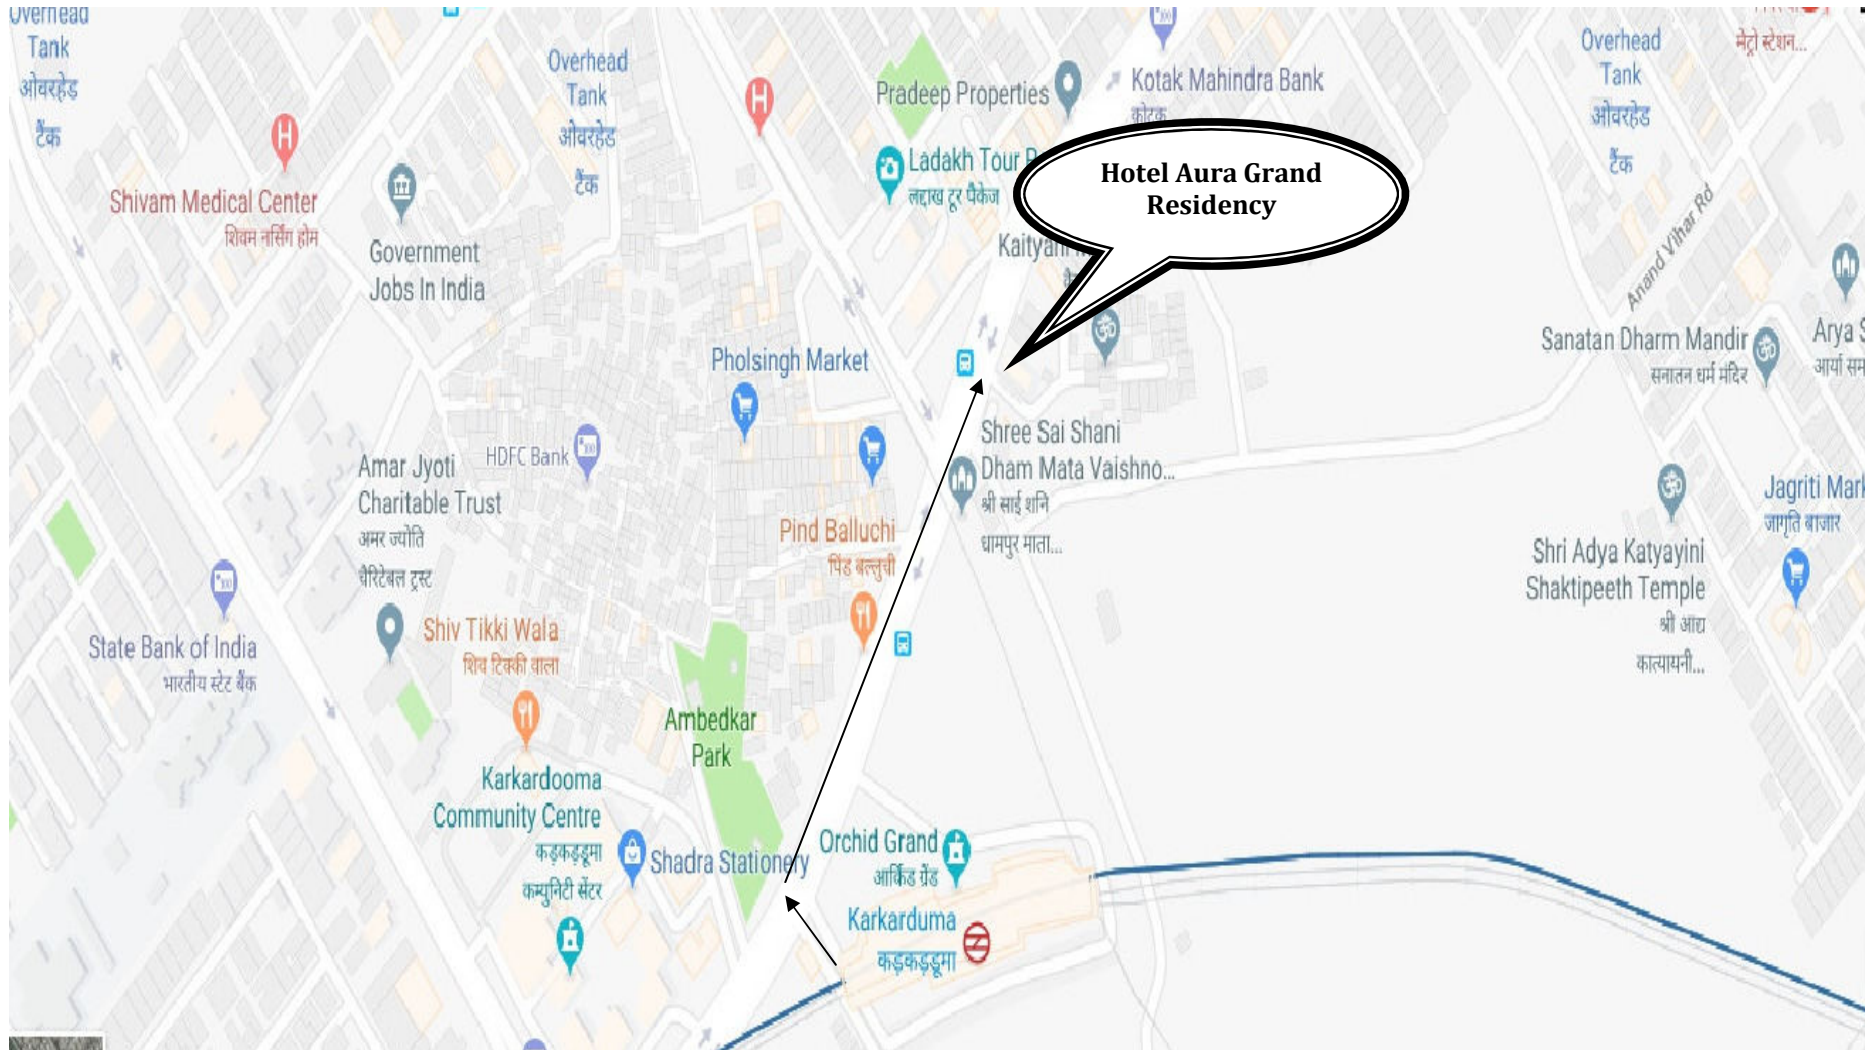 Overhead
Tank
ओवरहेड
टैंक
Overhead
Tank
ओवरहेड
टैंक
Pradeep Properties
Kotak Mahindra Bank
कोटक
Overhead
Tank
ओवरहेड
टैंक
मेट्रो स्टेशन...
Shivam Medical Center
शिवम नर्सिंग होम
Government
Jobs In India
Ladakh Tour
लद्दाख टूर पैकेज
Hotel Aura Grand
Residency
Anand Vihar Rd
Pholsingh Market
Sanatan Dharm Mandir
सनातन धर्म मंदिर
Arya
आर्या
HDFC Bank
Amar Jyoti
Charitable Trust
अमर ज्योति
चैरिटेबल ट्रस्ट
Shree Sai Shani
Dham Mata Vaishno...
श्री साई शनि
धामपुर माता...
Pind Balluchi
पिंड बल्लुची
Jagriti
जागृति बाजार
Shri Adya Katyayini
Shaktipeeth Temple
श्री आद्य
कात्यायनी...
State Bank of India
भारतीय स्टेट बैंक
Shiv Tikki Wala
शिव टिक्की वाला
Ambedkar
Park
Karkardooma
Community Centre
कड़कड़डूमा
कम्युनिटी सेंटर
Shadra Stationery
Orchid Grand
आर्किड ग्रैंड
Karkarduma
कड़कड़डूमा